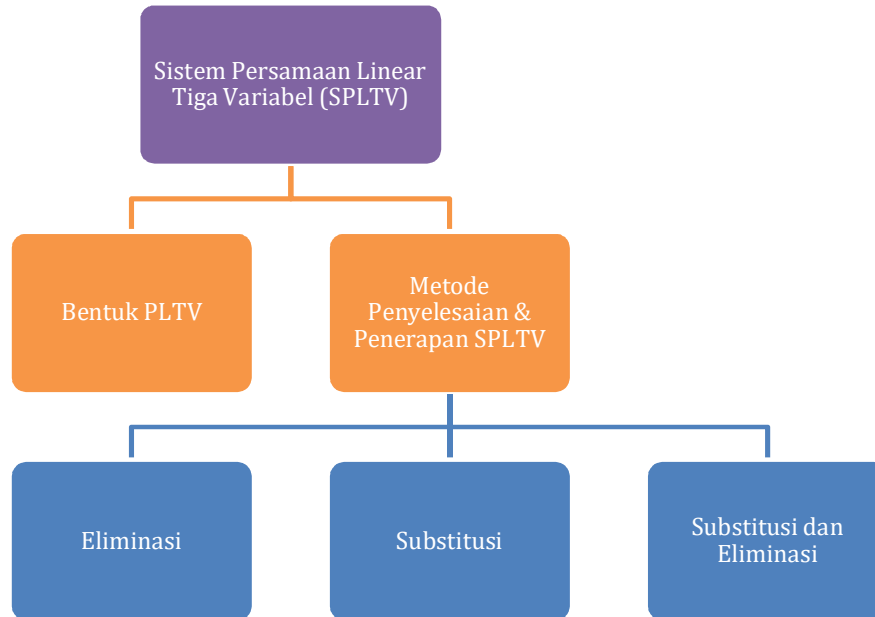 Sistem Persamaan Linear
Tiga Variabel (SPLTV)
Bentuk PLTV
Metode
Penyelesaian &
Penerapan SPLTV
Eliminasi
Substitusi
Substitusi dan
Eliminasi